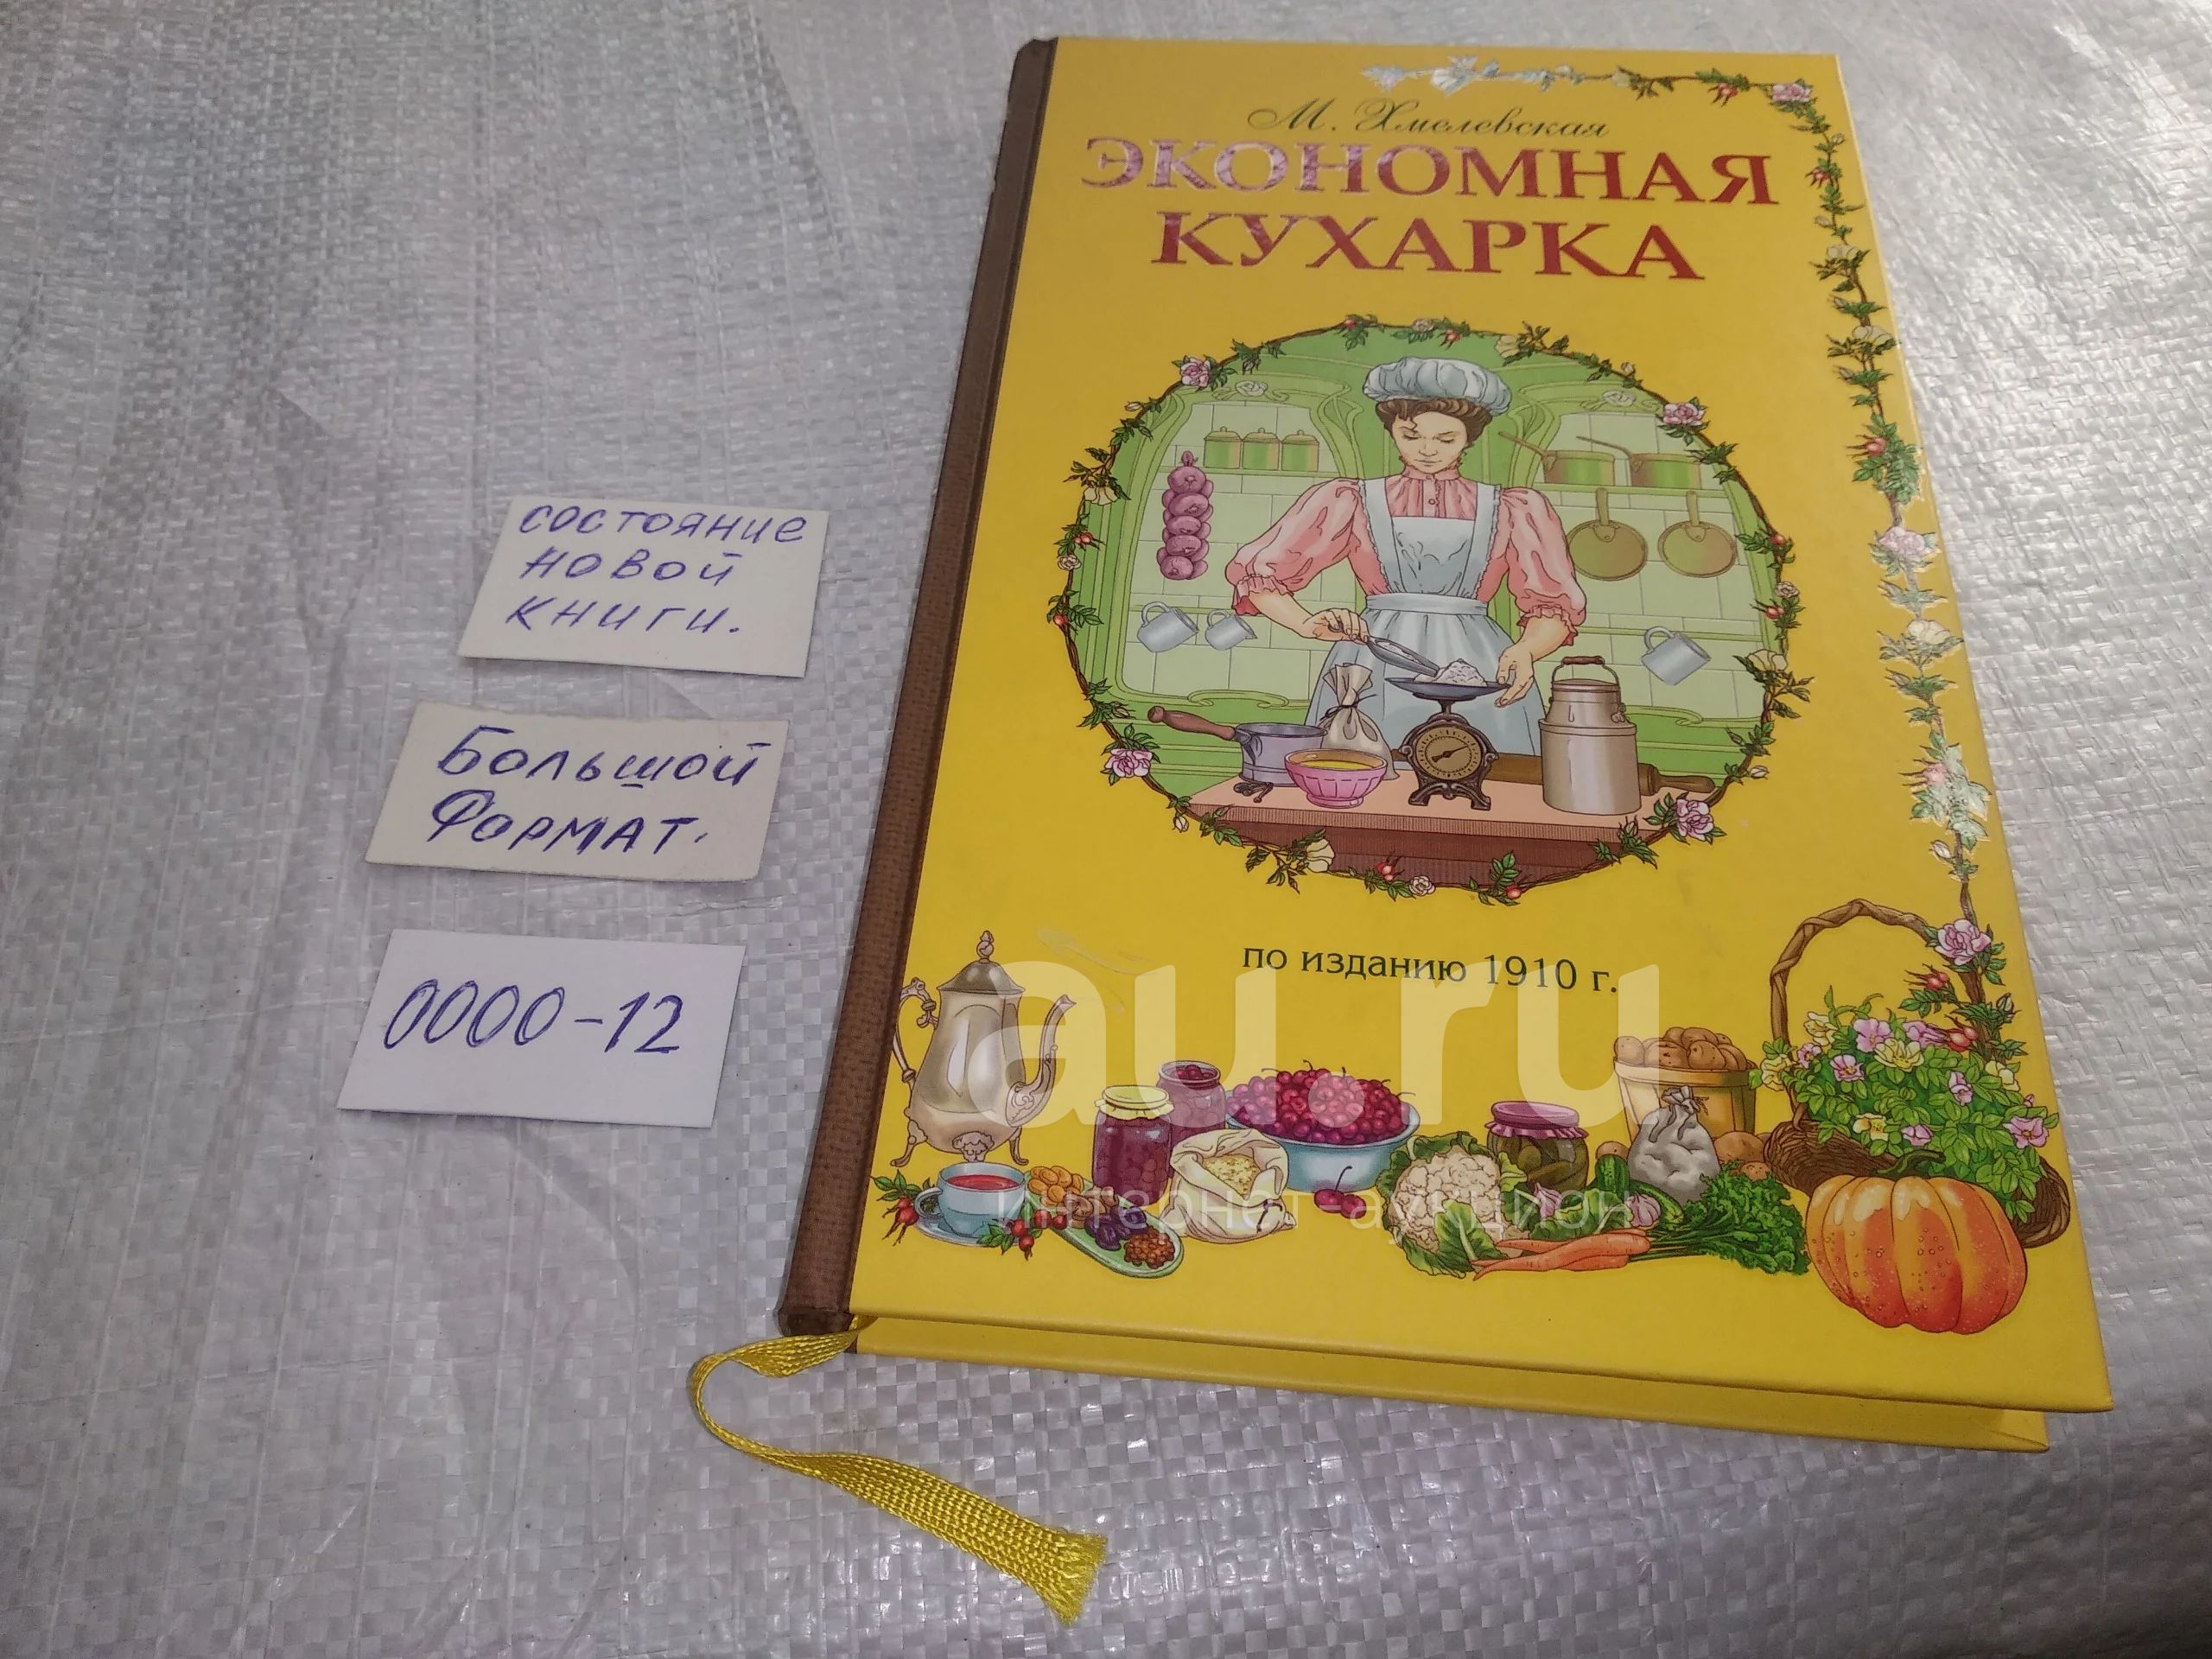 М. Хмелевская
ЭКОНОМНАЯ
КУХАРКА
по изданию 1910 г.
состояние
новой
книги.
Большой
Формат.
0000-12
au.ru
интернет-аукцион